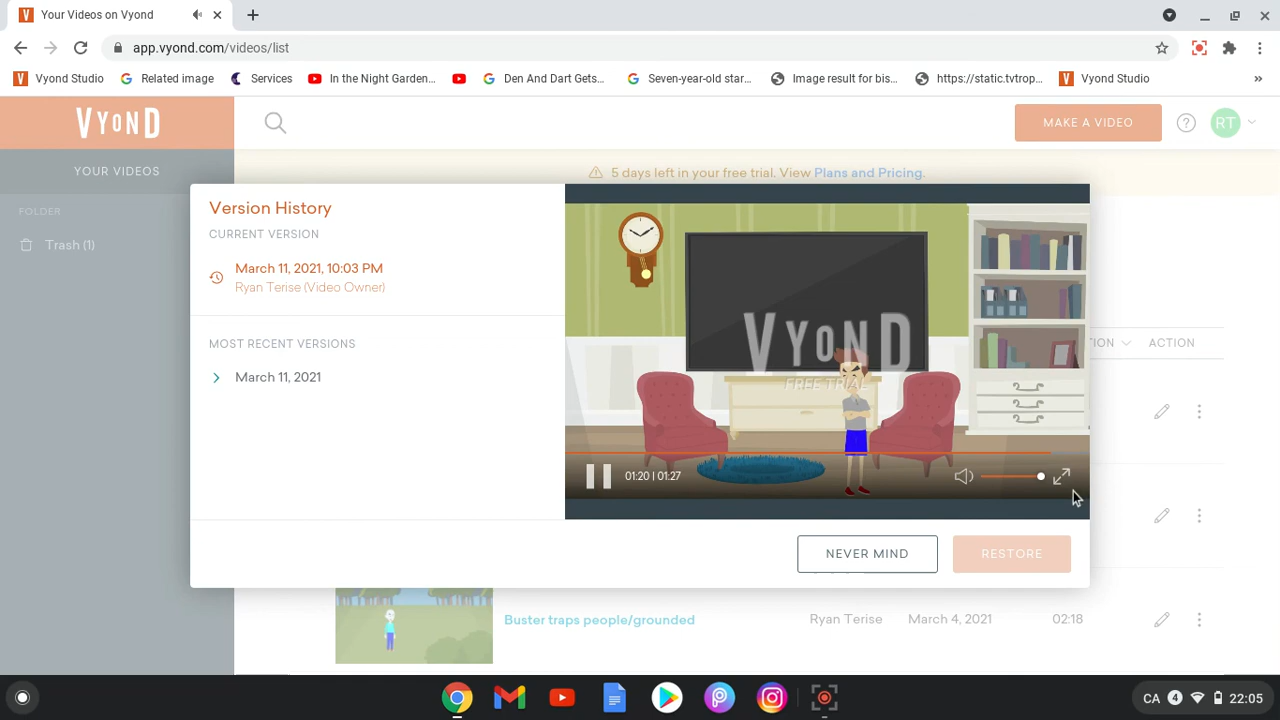 Your Videos on Vyond
app.vyond.com/videos/list
Vyond Studio
Related image
Services
In the Night Garden...
Den And Dart Gets...
Seven-year-old star...
Image result for bis...
https://static.tvtrop...
Vyond Studio
»
VYOND
MAKE A VIDEO
?
RT
YOUR VIDEOS
5 days left in your free trial. View Plans and Pricing.
FOLDER
Trash (1)
Version History
CURRENT VERSION
March 11, 2021, 10:03 PM
Ryan Terise (Video Owner)
MOST RECENT VERSIONS
March 11, 2021
VYOND
FREE TRIAL
01:20 | 01:27
TION
ACTION
NEVER MIND
RESTORE
Buster traps people/grounded
Ryan Terise
March 4, 2021
02:18
CA
4
22:05